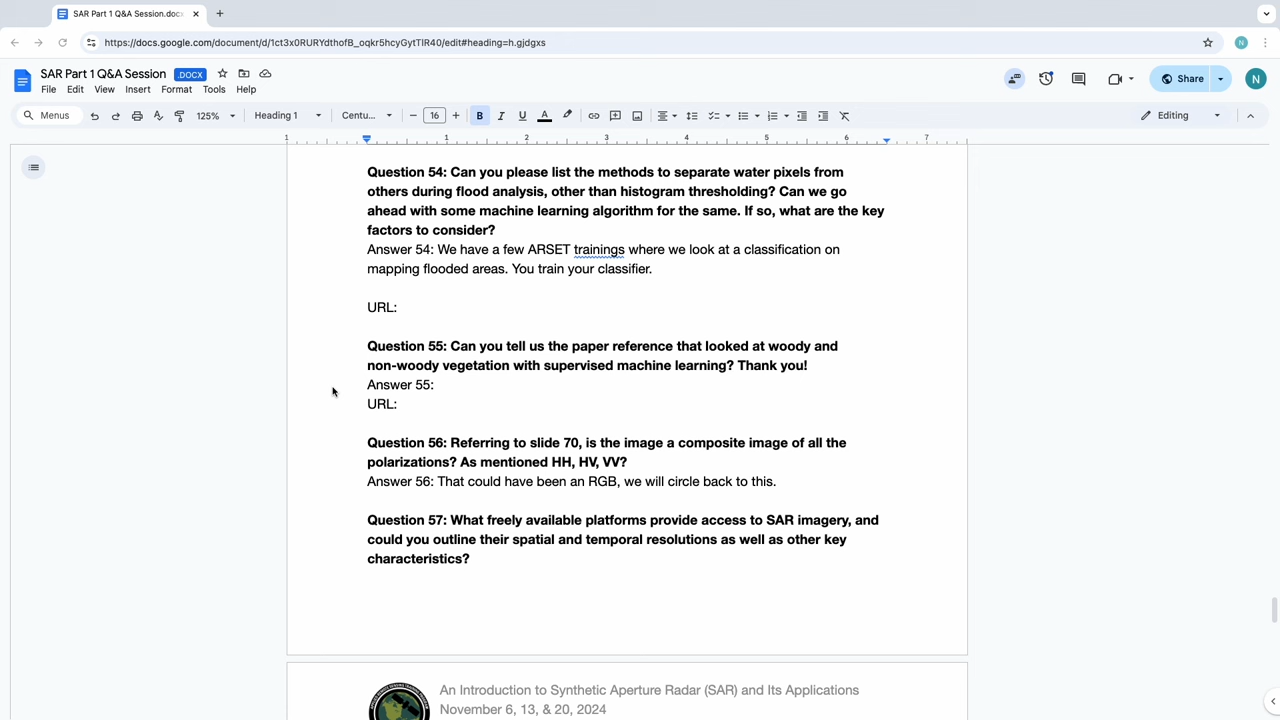 SAR Part 1 Q&A Session.docx
https://docs.google.com/document/d/1ct3x0RURYdthofB_oqkr5hcyGytTlR40/edit#heading=h.gjdgxs
N
SAR Part 1 Q&A Session
.DOCX
File Edit View Insert Format Tools Help
Share
N
Menus
125%
Heading 1
Centu...
16
B
I
U
A
Editing
1 1 2 3 4 5 6 7
Question 54: Can you please list the methods to separate water pixels from
others during flood analysis, other than histogram thresholding? Can we go
ahead with some machine learning algorithm for the same. If so, what are the key
factors to consider?
Answer 54: We have a few ARSET trainings where we look at a classification on
mapping flooded areas. You train your classifier.
URL:
Question 55: Can you tell us the paper reference that looked at woody and
non-woody vegetation with supervised machine learning? Thank you!
Answer 55:
URL:
Question 56: Referring to slide 70, is the image a composite image of all the
polarizations? As mentioned HH, HV, VV?
Answer 56: That could have been an RGB, we will circle back to this.
Question 57: What freely available platforms provide access to SAR imagery, and
could you outline their spatial and temporal resolutions as well as other key
characteristics?
An Introduction to Synthetic Aperture Radar (SAR) and Its Applications
November 6, 13, & 20, 2024